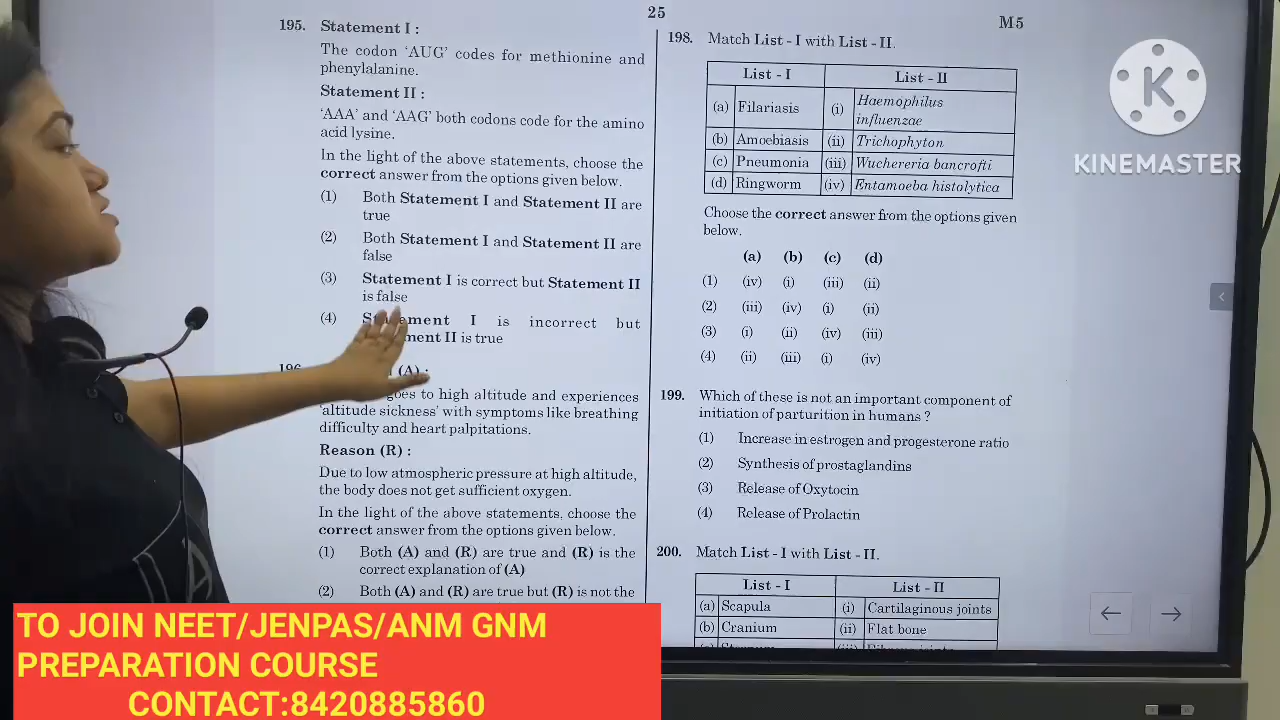 25
M5
195. Statement I :
The codon 'AUG' codes for methionine and
phenylalanine.
Statement II :
'AAA' and 'AAG' both codons code for the amino
acid lysine.
In the light of the above statements, choose the
correct answer from the options given below.
(1) Both Statement I and Statement II are
true
(2) Both Statement I and Statement II are
false
(3) Statement I is correct but Statement II
is false
(4) Statement I is incorrect but
II is true
196. (A) :
goes to high altitude and experiences
'altitude sickness' with symptoms like breathing
difficulty and heart palpitations.
Reason (R) :
Due to low atmospheric pressure at high altitude,
the body does not get sufficient oxygen.
In the light of the above statements, choose the
correct answer from the options given below.
(1) Both (A) and (R) are true and (R) is the
correct explanation of (A)
(2) Both (A) and (R) are true but (R) is not the
198. Match List - I with List - II.
List - I List - II
(a) Filariasis (i) Haemophilus
influenzae
(b) Amoebiasis (ii) Trichophyton
(c) Pneumonia (iii) Wuchereria bancrofti
(d) Ringworm (iv) Entamoeba histolytica
Choose the correct answer from the options given
below.
(a) (b) (c) (d)
(1) (iv) (i) (iii) (ii)
(2) (iii) (iv) (i) (ii)
(3) (i) (ii) (iv) (iii)
(4) (ii) (iii) (i) (iv)
199. Which of these is not an important component of
initiation of parturition in humans ?
(1) Increase in estrogen and progesterone ratio
(2) Synthesis of prostaglandins
(3) Release of Oxytocin
(4) Release of Prolactin
200. Match List - I with List - II.
List - I List - II
(a) Scapula (i) Cartilaginous joints
(b) Cranium (ii) Flat bone
K
KINEMASTER
TO JOIN NEET/JENPAS/ANM GNM
PREPARATION COURSE
CONTACT:8420885860